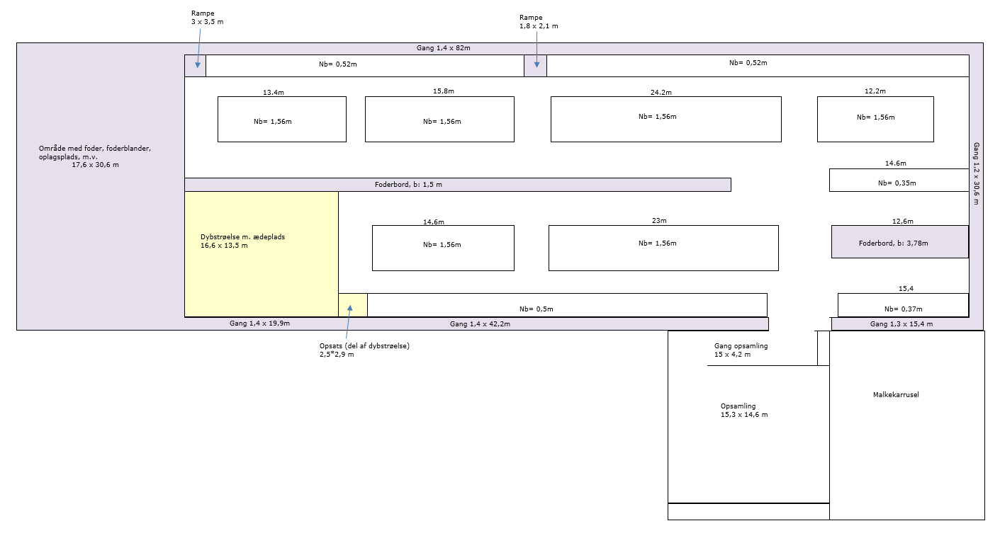 Rampe
3 x 3,5 m
Rampe
1,8 x 2,1 m
Gang 1,4 x 82m
Nb= 0,52m
Nb= 0,52m
13.4m
15,8m
24.2m
12,2m
Nb= 1,56m
Nb= 1,56m
Nb= 1,56m
Nb= 1,56m
Område med foder, foderblander,
oplagsplads, m.v.
17,6 x 30,6 m
Gang 1,2 x 30,6 m
14.6m
Nb= 0,35m
Foderbord, b: 1,5 m
14,6m
23m
12,6m
Dybstrøelse m. ædeplads
16,6 x 13,5 m
Nb= 1,56m
Nb= 1,56m
Foderbord, b: 3,78m
15,4
Nb= 0,5m
Nb= 0,37m
Gang 1,4 x 19,9m
Gang 1,4 x 42,2m
Gang 1,3 x 15,4 m
Opsats (del af dybstrøelse)
2,5*2,9 m
Gang opsamling
15 x 4,2 m
Malkekarrusel
Opsamling
15,3 x 14,6 m